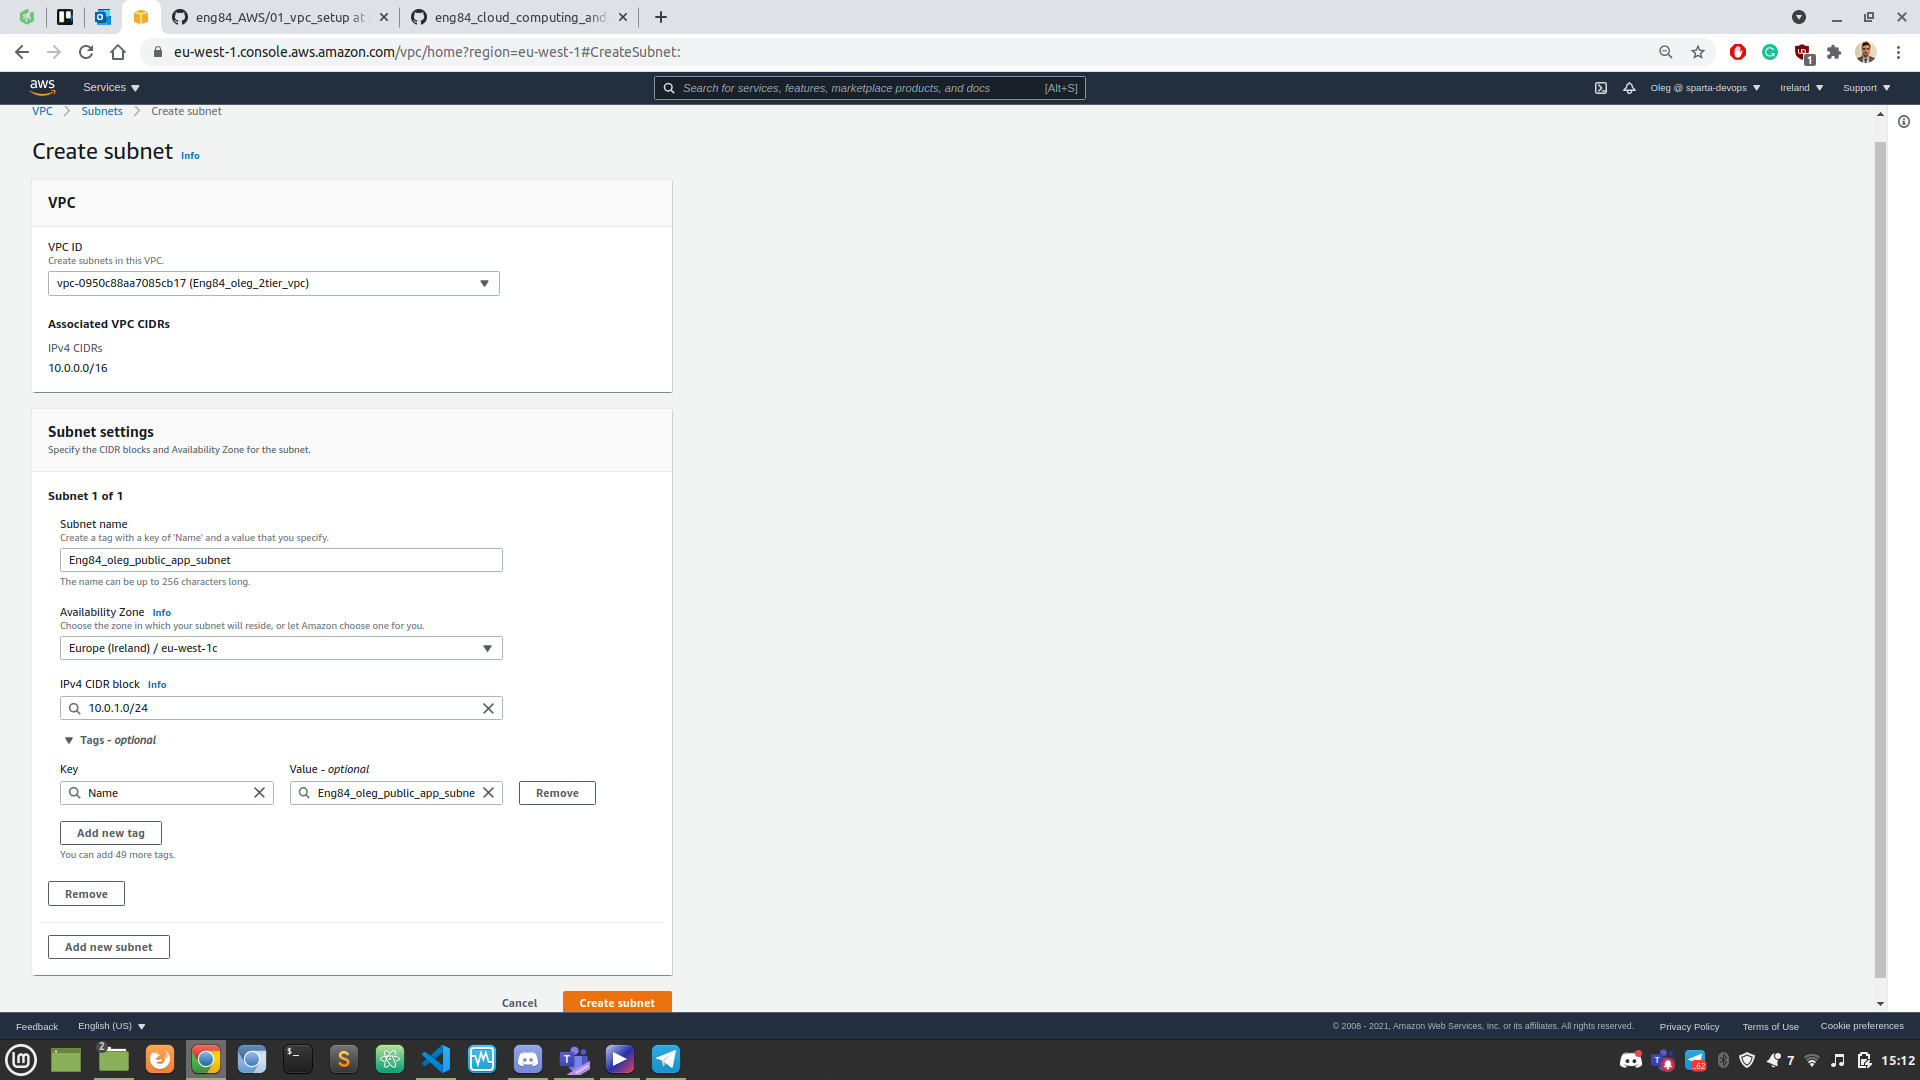 eng84_AWS/01_vpc_setup at
eng84_cloud_computing_and_
eu-west-1.console.aws.amazon.com/vpc/home?region=eu-west-1#CreateSubnet:
1
aws
Services
Search for services, features, marketplace products, and docs
[Alt+S]
Oleg @ sparta-devops
Ireland
Support
VPC
Subnets
Create subnet
Create subnet
Info
VPC
VPC ID
Create subnets in this VPC.
vpc-0950c88aa7085cb17 (Eng84_oleg_2tier_vpc)
Associated VPC CIDRs
IPv4 CIDRs
10.0.0.0/16
Subnet settings
Specify the CIDR blocks and Availability Zone for the subnet.
Subnet 1 of 1
Subnet name
Create a tag with a key of 'Name' and a value that you specify.
Eng84_oleg_public_app_subnet
The name can be up to 256 characters long.
Availability Zone Info
Choose the zone in which your subnet will reside, or let Amazon choose one for you.
Europe (Ireland) / eu-west-1c
IPv4 CIDR block Info
10.0.1.0/24
Tags - optional
Key
Value - optional
Name
Eng84_oleg_public_app_subne
Remove
Add new tag
You can add 49 more tags.
Remove
Add new subnet
Cancel
Create subnet
Feedback
English (US)
© 2008 - 2021, Amazon Web Services, Inc. or its affiliates. All rights reserved.
Privacy Policy
Terms of Use
Cookie preferences
2
7
15:12